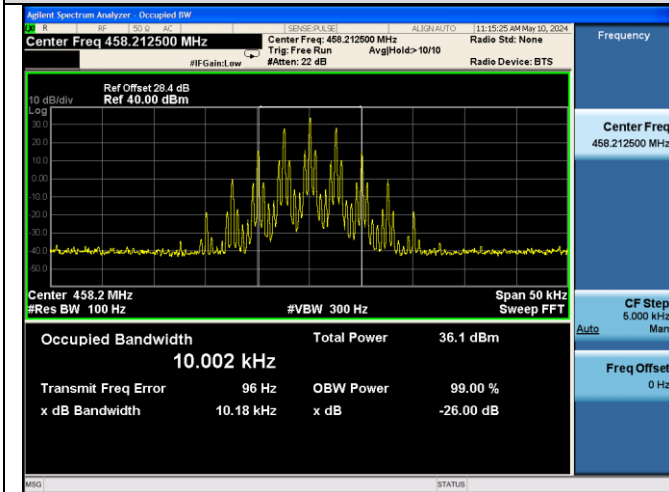 Agilent Spectrum Analyzer - Occupied BW
R RF 50 Ω AC SENSE:PULSE ALIGNAUTO 11:15:25 AM May 10, 2024
Center Freq 458.212500 MHz Center Freq: 458.212500 MHz Radio Std: None
Trig: Free Run Avg|Hold:> 10/10
#IFGain:Low #Atten: 22 dB Radio Device: BTS
Ref Offset 28.4 dB
10 dB/div Ref 40.00 dBm
Log
30.0
20.0
10.0
0.00
-10.0
-20.0
-30.0
-40.0
-50.0
Center 458.2 MHz Span 50 kHz
#Res BW 100 Hz #VBW 300 Hz Sweep FFT
Occupied Bandwidth Total Power 36.1 dBm
10.002 kHz
Transmit Freq Error 96 Hz OBW Power 99.00 %
x dB Bandwidth 10.18 kHz x dB -26.00 dB
MSG STATUS
Frequency
Center Freq
458.212500 MHz
CF Step
5.000 kHz
Auto Man
Freq Offset
0 Hz